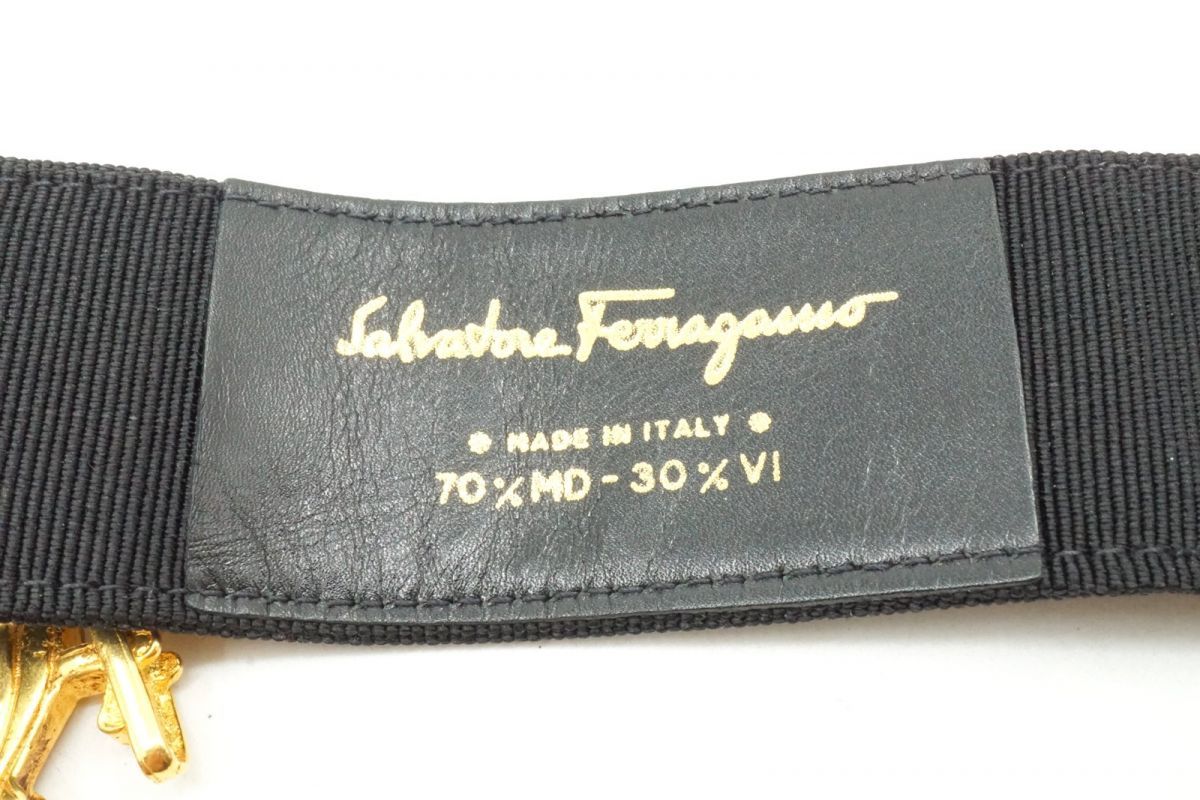 Salvatore Ferragamo
❁ MADE IN ITALY ❁
70% MD - 30% VI